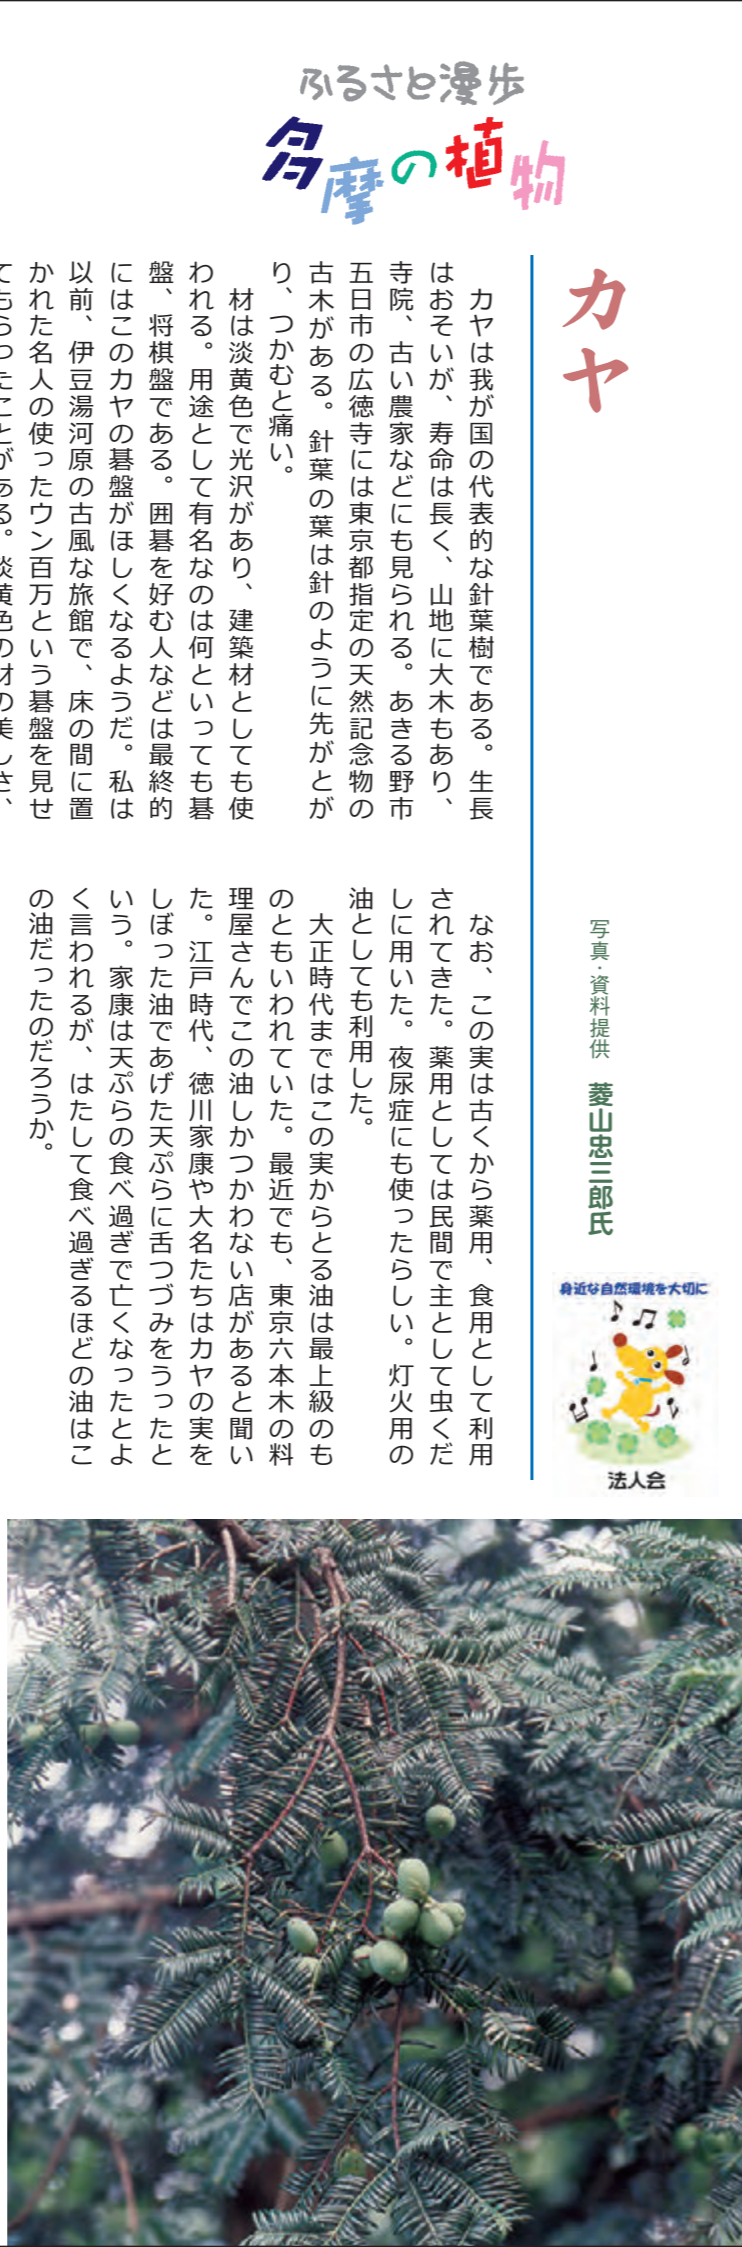 ふるさと漫歩
多摩の植物
カヤ
写真・資料提供　菱山忠三郎氏
身近な自然環境を大切に
法人会
　カヤは我が国の代表的な針葉樹である。生長
はおそいが、寿命は長く、山地に大木もあり、
寺院、古い農家などにも見られる。あきる野市
五日市の広徳寺には東京都指定の天然記念物の
古木がある。針葉の葉は針のように先がとが
り、つかむと痛い。
　材は淡黄色で光沢があり、建築材としても使
われる。用途として有名なのは何といっても碁
盤、将棋盤である。囲碁を好む人などは最終的
にはこのカヤの碁盤がほしくなるようだ。私は
以前、伊豆湯河原の古風な旅館で、床の間に置
かれた名人の使ったウン百万という碁盤を見せ
てもらったことがある。淡黄色の材の美しさ、
　なお、この実は古くから薬用、食用として利用
されてきた。薬用としては民間で主として虫くだ
しに用いた。夜尿症にも使ったらしい。灯火用の
油としても利用した。
　大正時代まではこの実からとる油は最上級のも
のともいわれていた。最近でも、東京六本木の料
理屋さんでこの油しかつかわない店があると聞い
た。江戸時代、徳川家康や大名たちはカヤの実を
しぼった油であげた天ぷらに舌つづみをうったと
いう。家康は天ぷらの食べ過ぎで亡くなったとよ
く言われるが、はたして食べ過ぎるほどの油はこ
の油だったのだろうか。